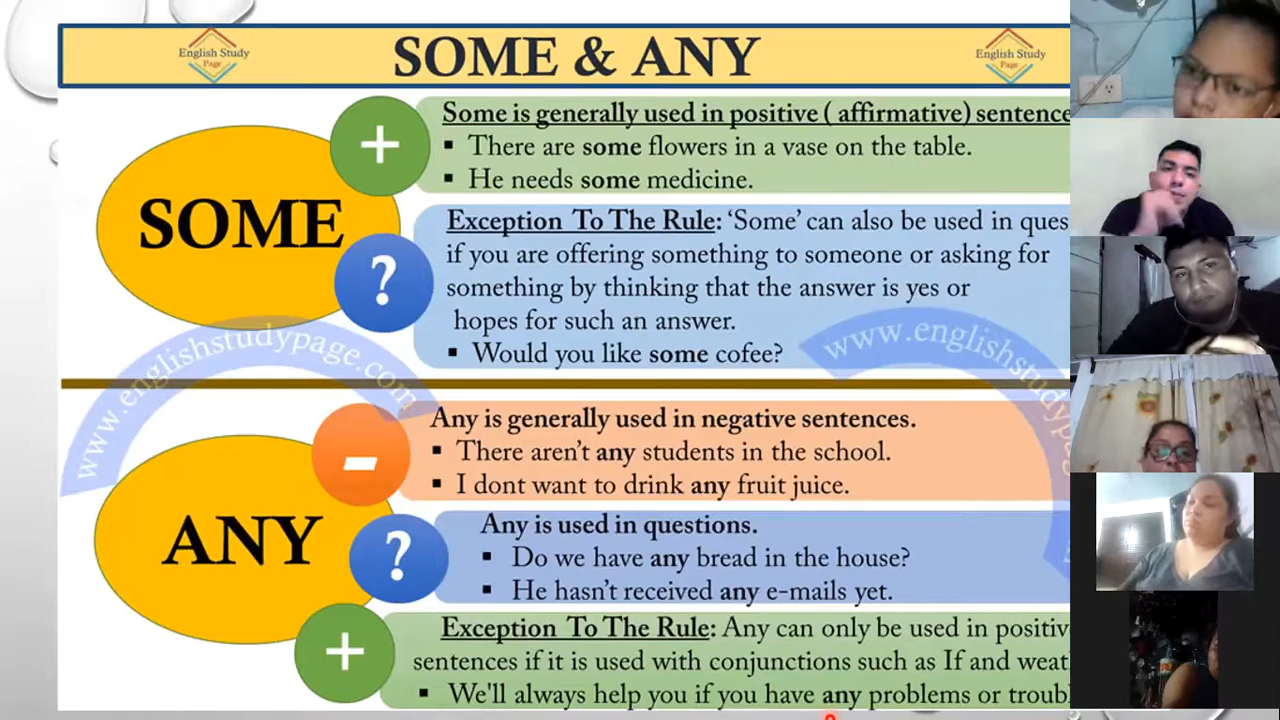 English Study
Page
SOME & ANY
English Study
Page
SOME
+
Some is generally used in positive ( affirmative) sentence
▪ There are some flowers in a vase on the table.
▪ He needs some medicine.
?
Exception To The Rule: ‘Some’ can also be used in ques
if you are offering something to someone or asking for
something by thinking that the answer is yes or
hopes for such an answer.
▪ Would you like some cofee?
www.englishstudypage.com
www.englishstudypag
ANY
-
Any is generally used in negative sentences.
▪ There aren’t any students in the school.
▪ I dont want to drink any fruit juice.
?
Any is used in questions.
▪ Do we have any bread in the house?
▪ He hasn’t received any e-mails yet.
+
Exception To The Rule: Any can only be used in positiv
sentences if it is used with conjunctions such as If and weat
▪ We'll always help you if you have any problems or troub